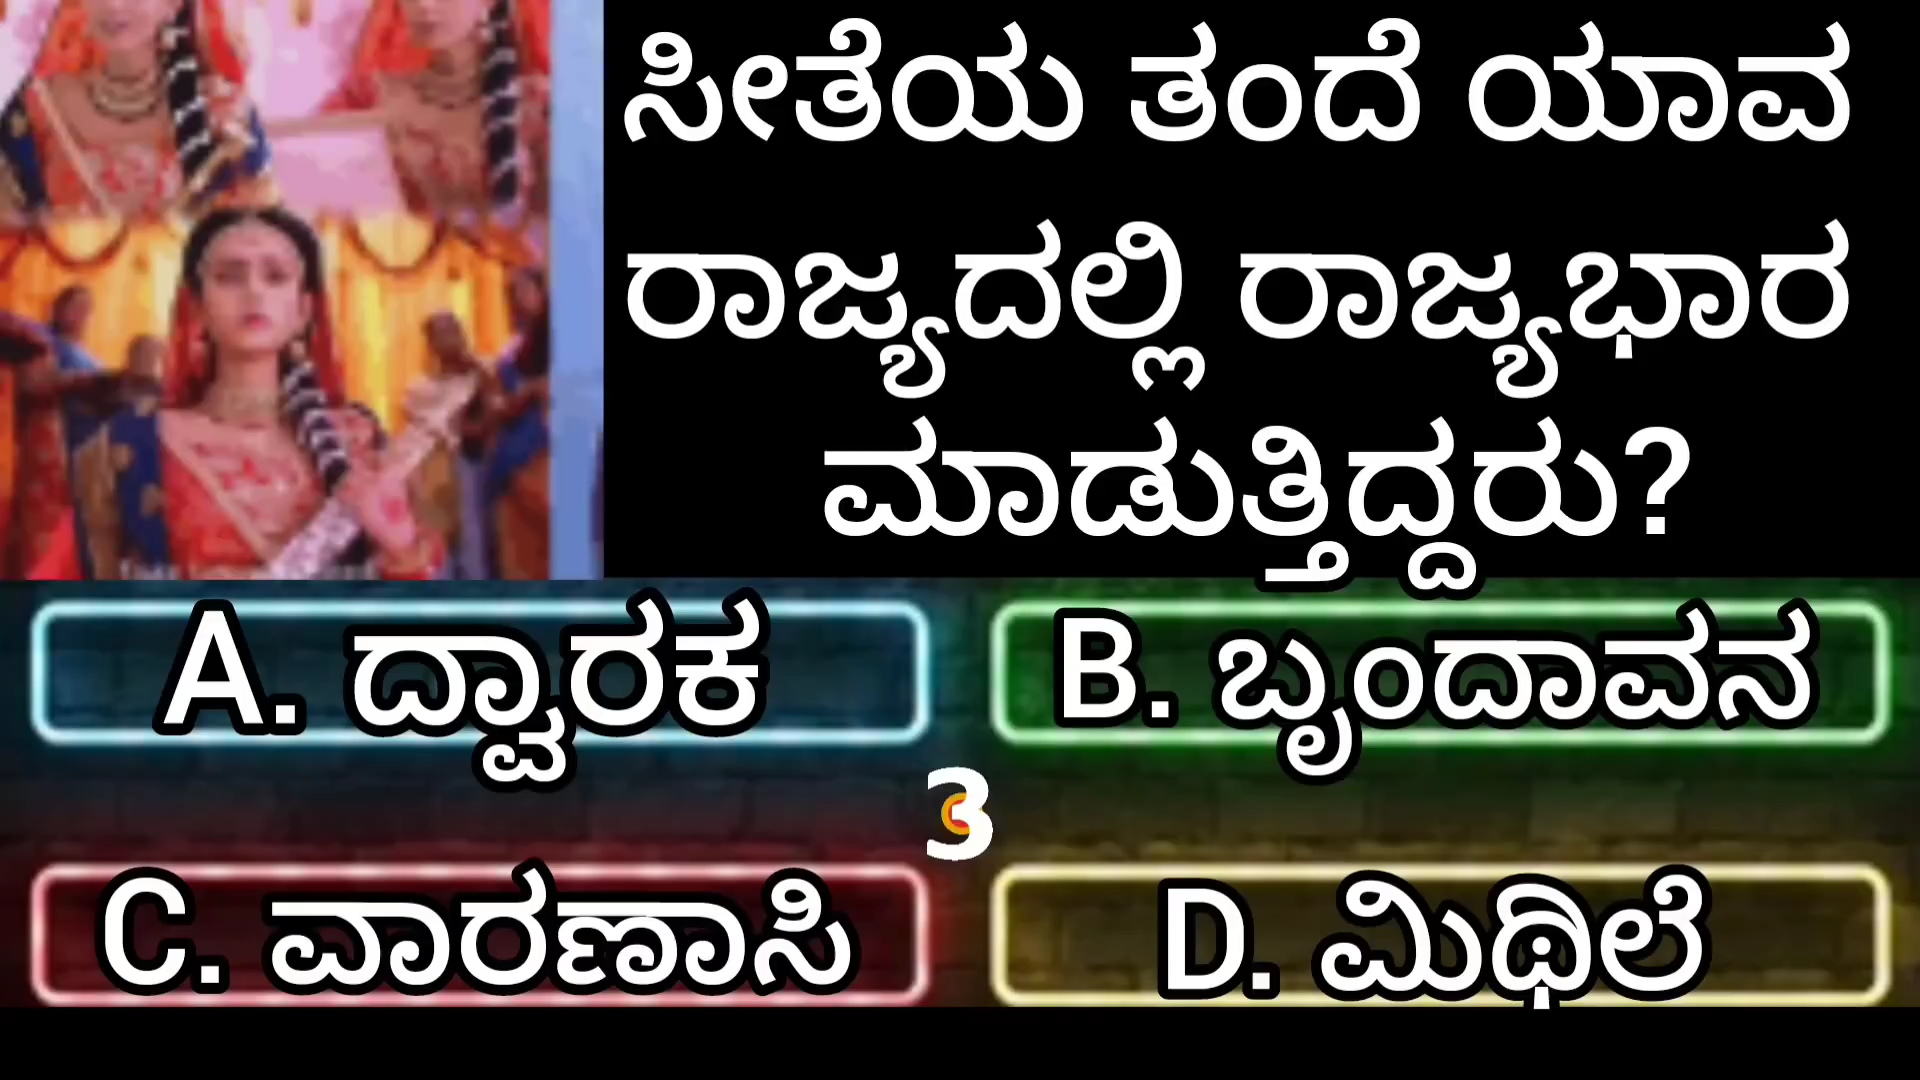 ಸೀತೆಯ ತಂದೆ ಯಾವ
ರಾಜ್ಯದಲ್ಲಿ ರಾಜ್ಯಭಾರ
ಮಾಡುತ್ತಿದ್ದರು?
A. ದ್ವಾರಕ
B. ಬೃಂದಾವನ
3
C. ವಾರಣಾಸಿ
D. ಮಿಥಿಲೆ